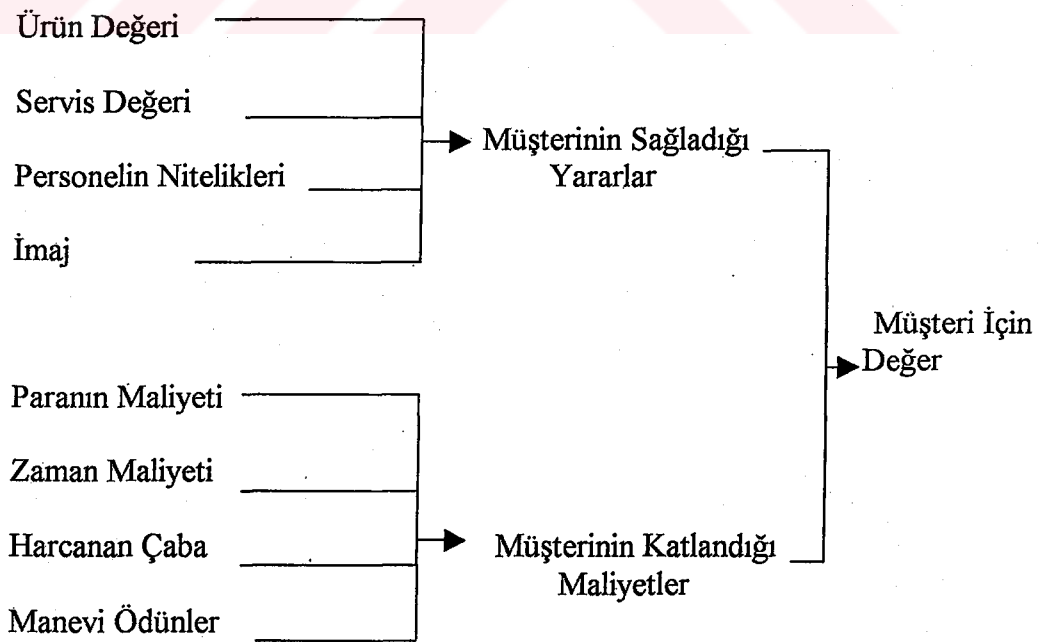 Ürün Değeri
Servis Değeri
Personelin Nitelikleri
İmaj
Müşterinin Sağladığı
Yararlar
Müşteri İçin
Değer
Paranın Maliyeti
Zaman Maliyeti
Harcanan Çaba
Manevi Ödünler
Müşterinin Katlandığı
Maliyetler